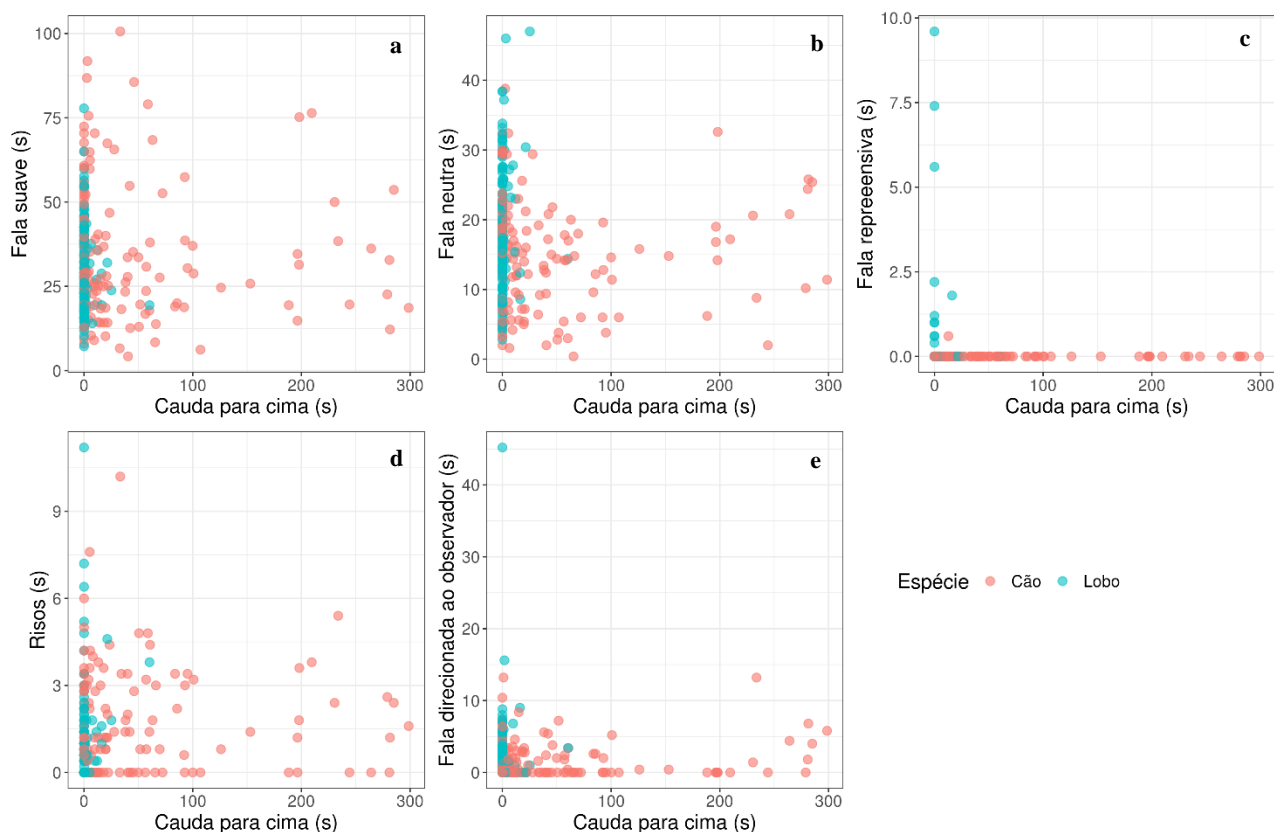 a
Fala suave (s)
100
75
50
25
0
0 100 200 300
Cauda para cima (s)
b
Fala neutra (s)
40
30
20
10
0
0 100 200 300
Cauda para cima (s)
c
Fala repreeensiva (s)
10.0
7.5
5.0
2.5
0.0
0 100 200 300
Cauda para cima (s)
d
Risos (s)
9
6
3
0
0 100 200 300
Cauda para cima (s)
e
Fala direcionada ao observador (s)
40
30
20
10
0
0 100 200 300
Cauda para cima (s)
Espécie Cão Lobo